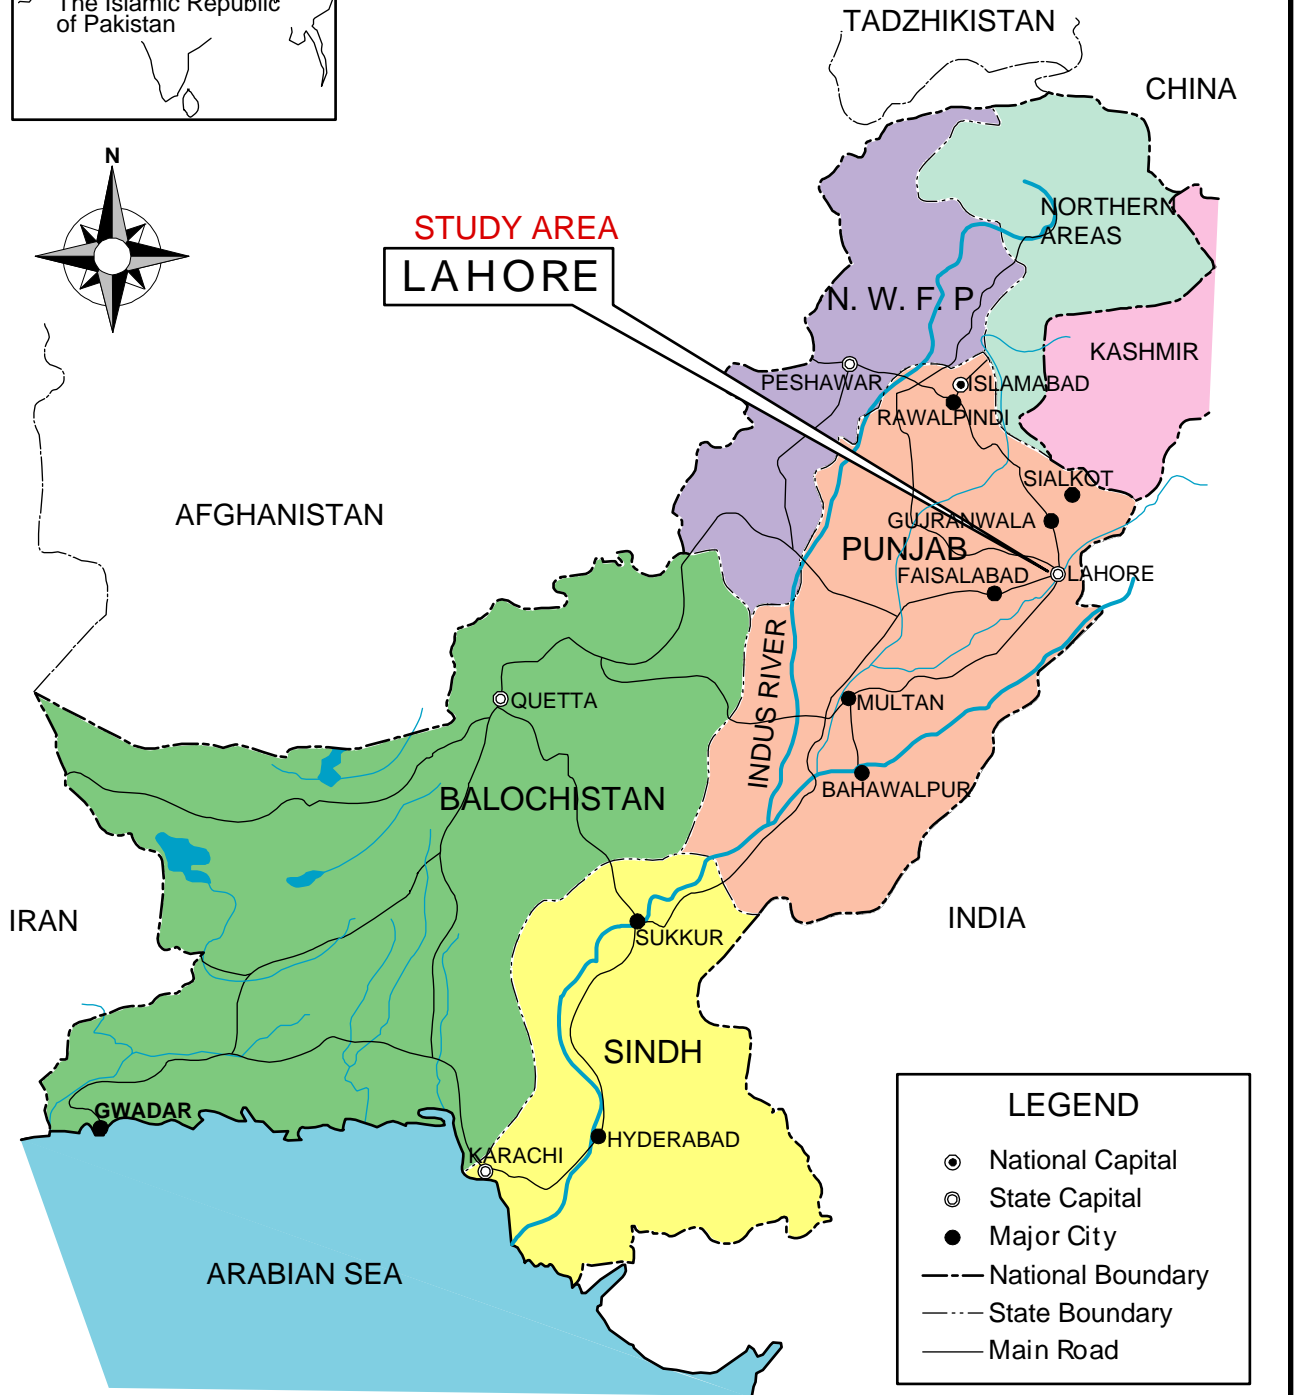 The Islamic Republic
of Pakistan
TADZHIKISTAN
CHINA
N
NORTHERN
AREAS
STUDY AREA
LAHORE
N. W. F. P
KASHMIR
PESHAWAR
ISLAMABAD
RAWALPINDI
SIALKOT
AFGHANISTAN
GUJRANWALA
PUNJAB
FAISALABAD
LAHORE
INDUS RIVER
QUETTA
MULTAN
BAHAWALPUR
BALOCHISTAN
IRAN
INDIA
SUKKUR
SINDH
GWADAR
HYDERABAD
KARACHI
ARABIAN SEA
LEGEND
National Capital
State Capital
Major City
National Boundary
State Boundary
Main Road